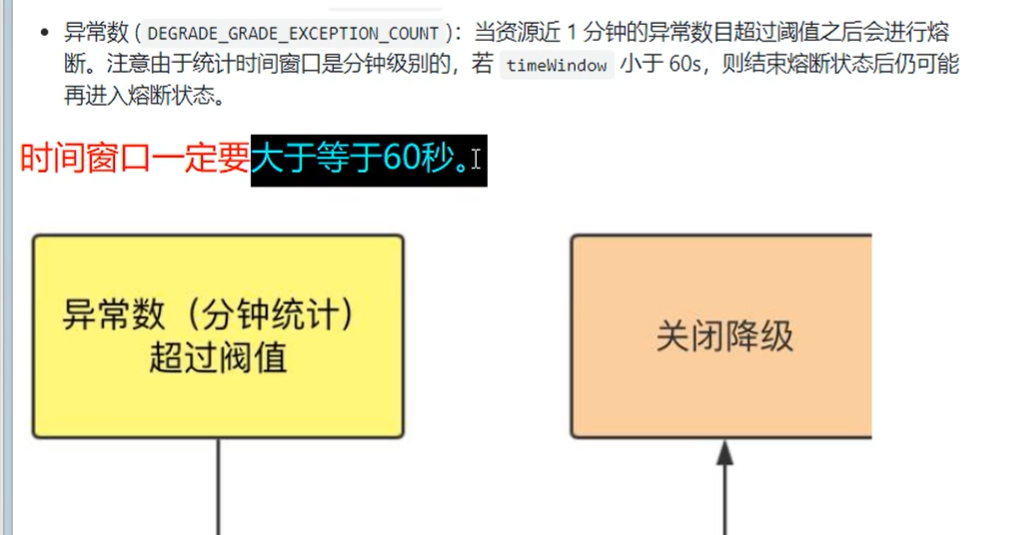 • 异常数 (DEGRADE_GRADE_EXCEPTION_COUNT)：当资源近 1 分钟的异常数目超过阈值之后会进行熔
断。注意由于统计时间窗口是分钟级别的，若 timeWindow 小于 60s，则结束熔断状态后仍可能
再进入熔断状态。
时间窗口一定要大于等于60秒。
异常数（分钟统计）
超过阀值
关闭降级